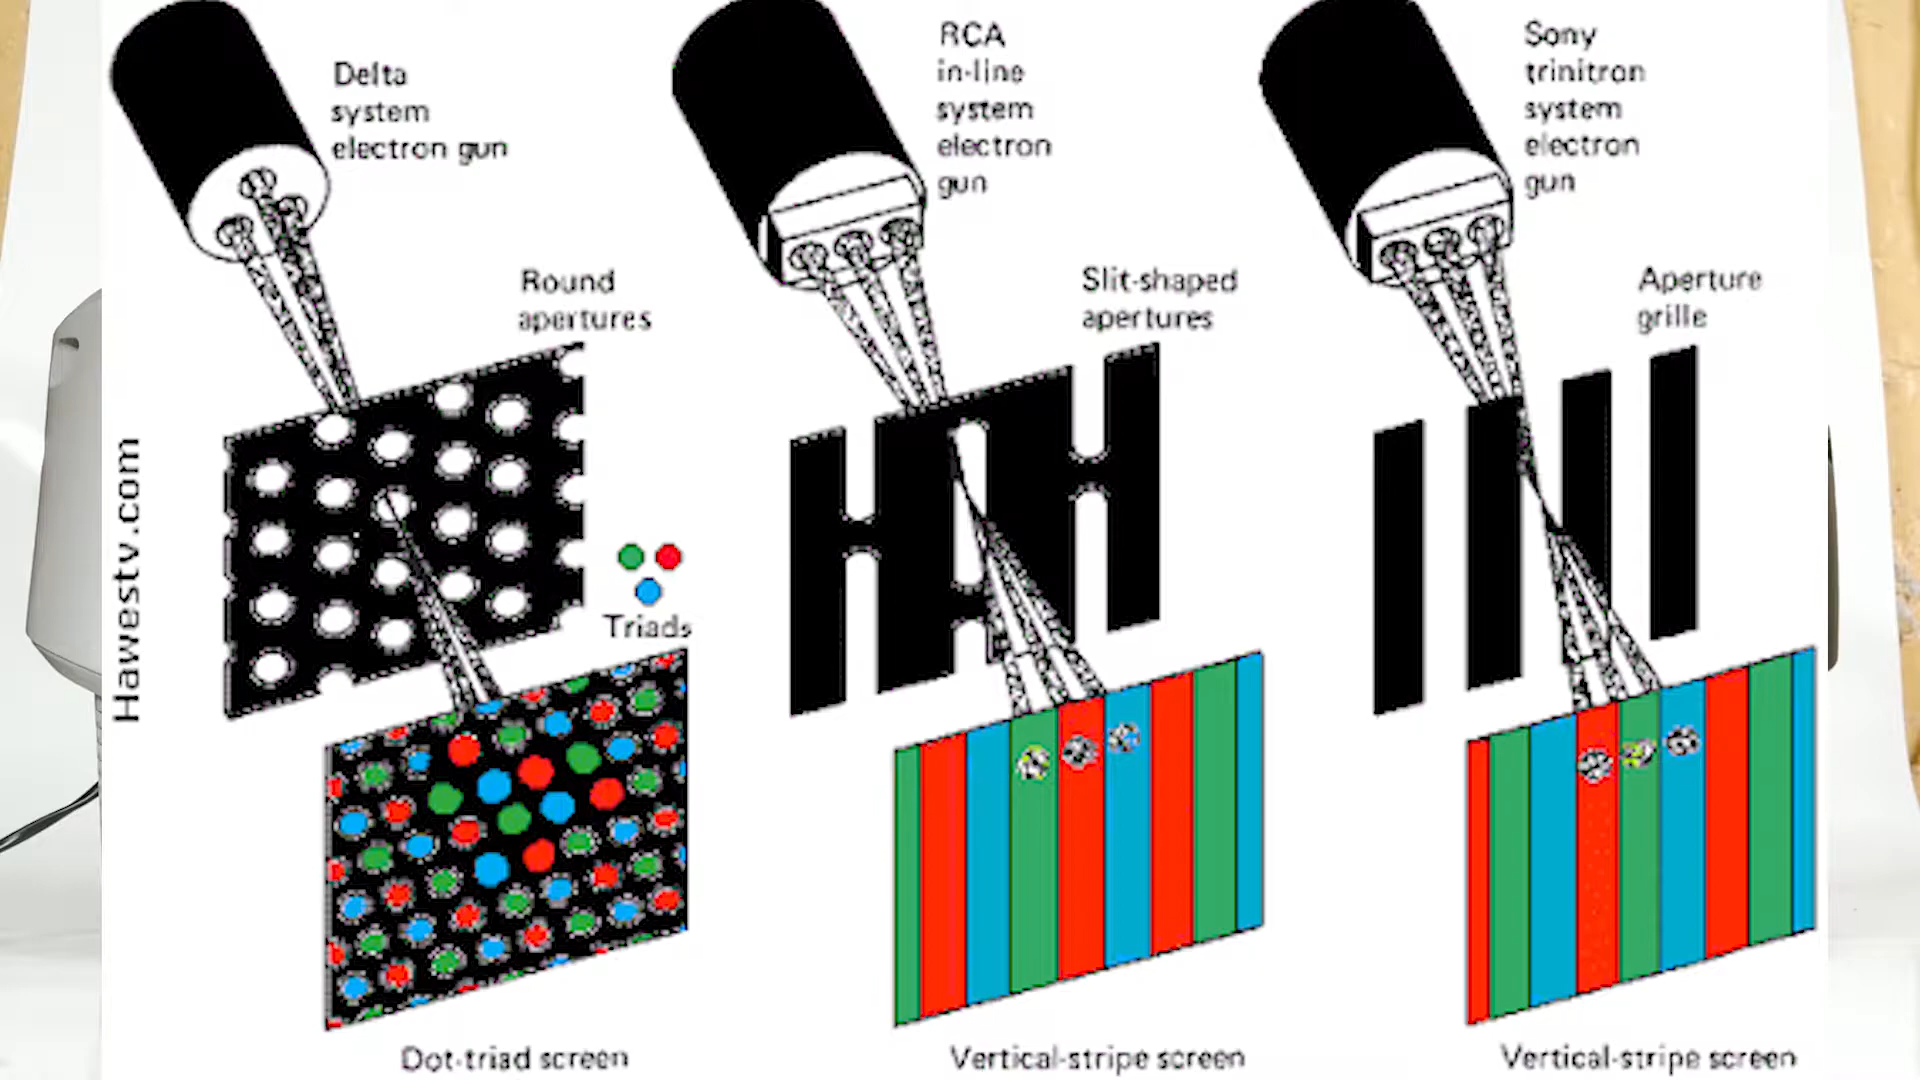 Delta
system
electron gun
RCA
in-line
system
electron
gun
Sony
trinitron
system
electron
gun
Round
apertures
Slit-shaped
apertures
Aperture
grille
Triads
Hawestv.com
Dot-triad screen
Vertical-stripe screen
Vertical-stripe screen